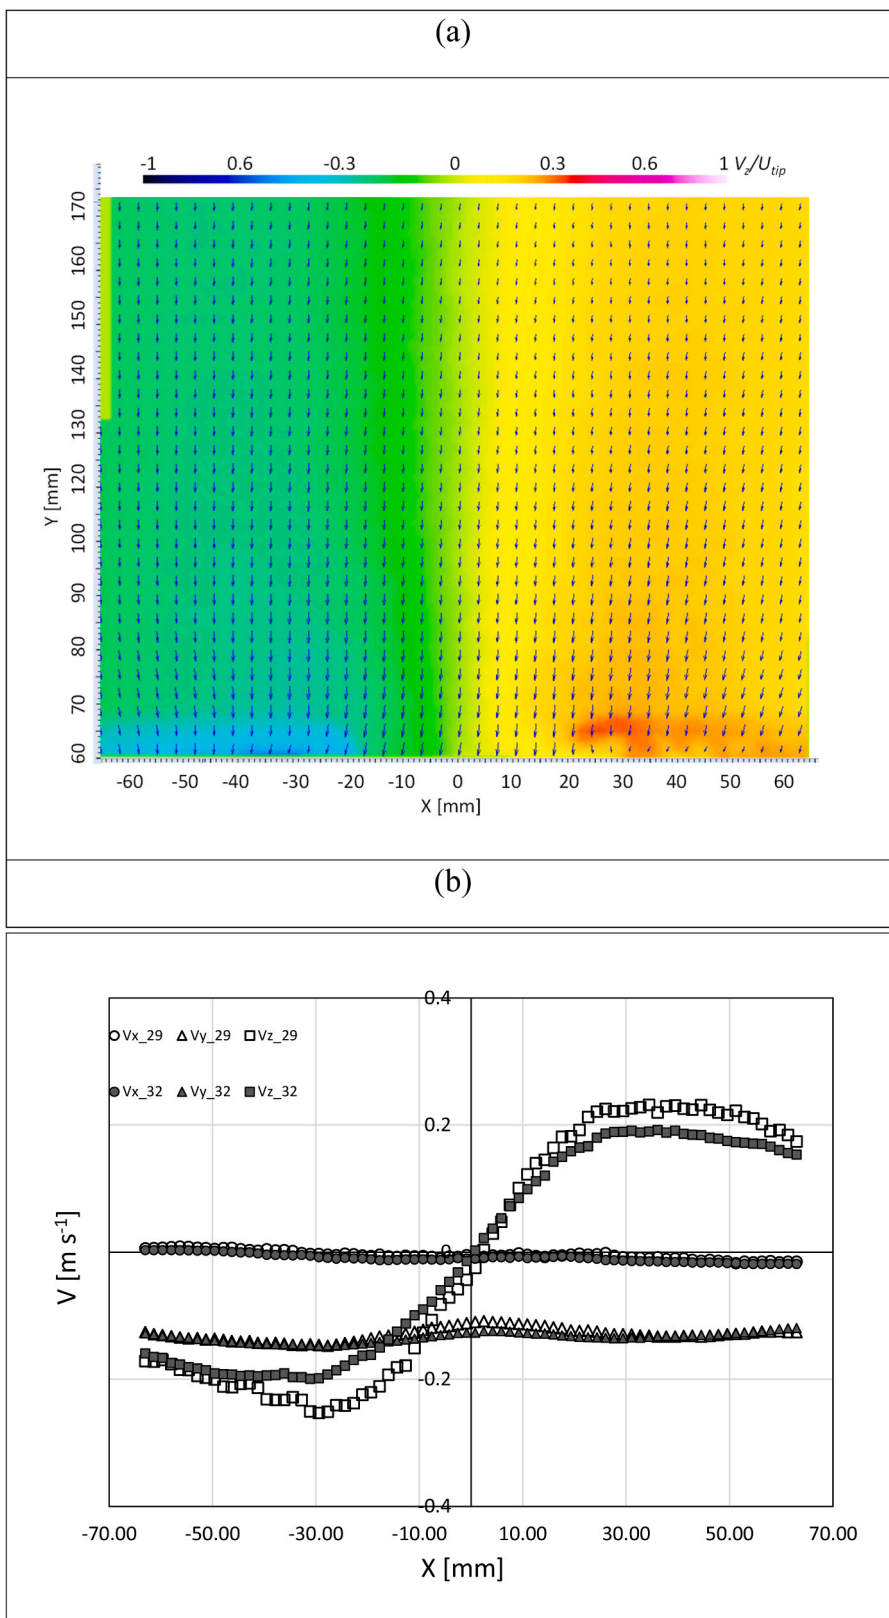 (a)
-1 0.6 -0.3 0 0.3 0.6 1 Vz/Utip
170
160
150
140
130
120
100
90
80
70
65
60
Y [mm]
-60 -50 -40 -30 -20 -10 0 10 20 30 40 50 60
X [mm]
(b)
0.4
Vx_29 Vy_29 Vz_29
Vx_32 Vy_32 Vz_32
0.2
0
-0.2
-0.4
V [m s-1]
-70.00 -50.00 -30.00 -10.00 10.00 30.00 50.00 70.00
X [mm]